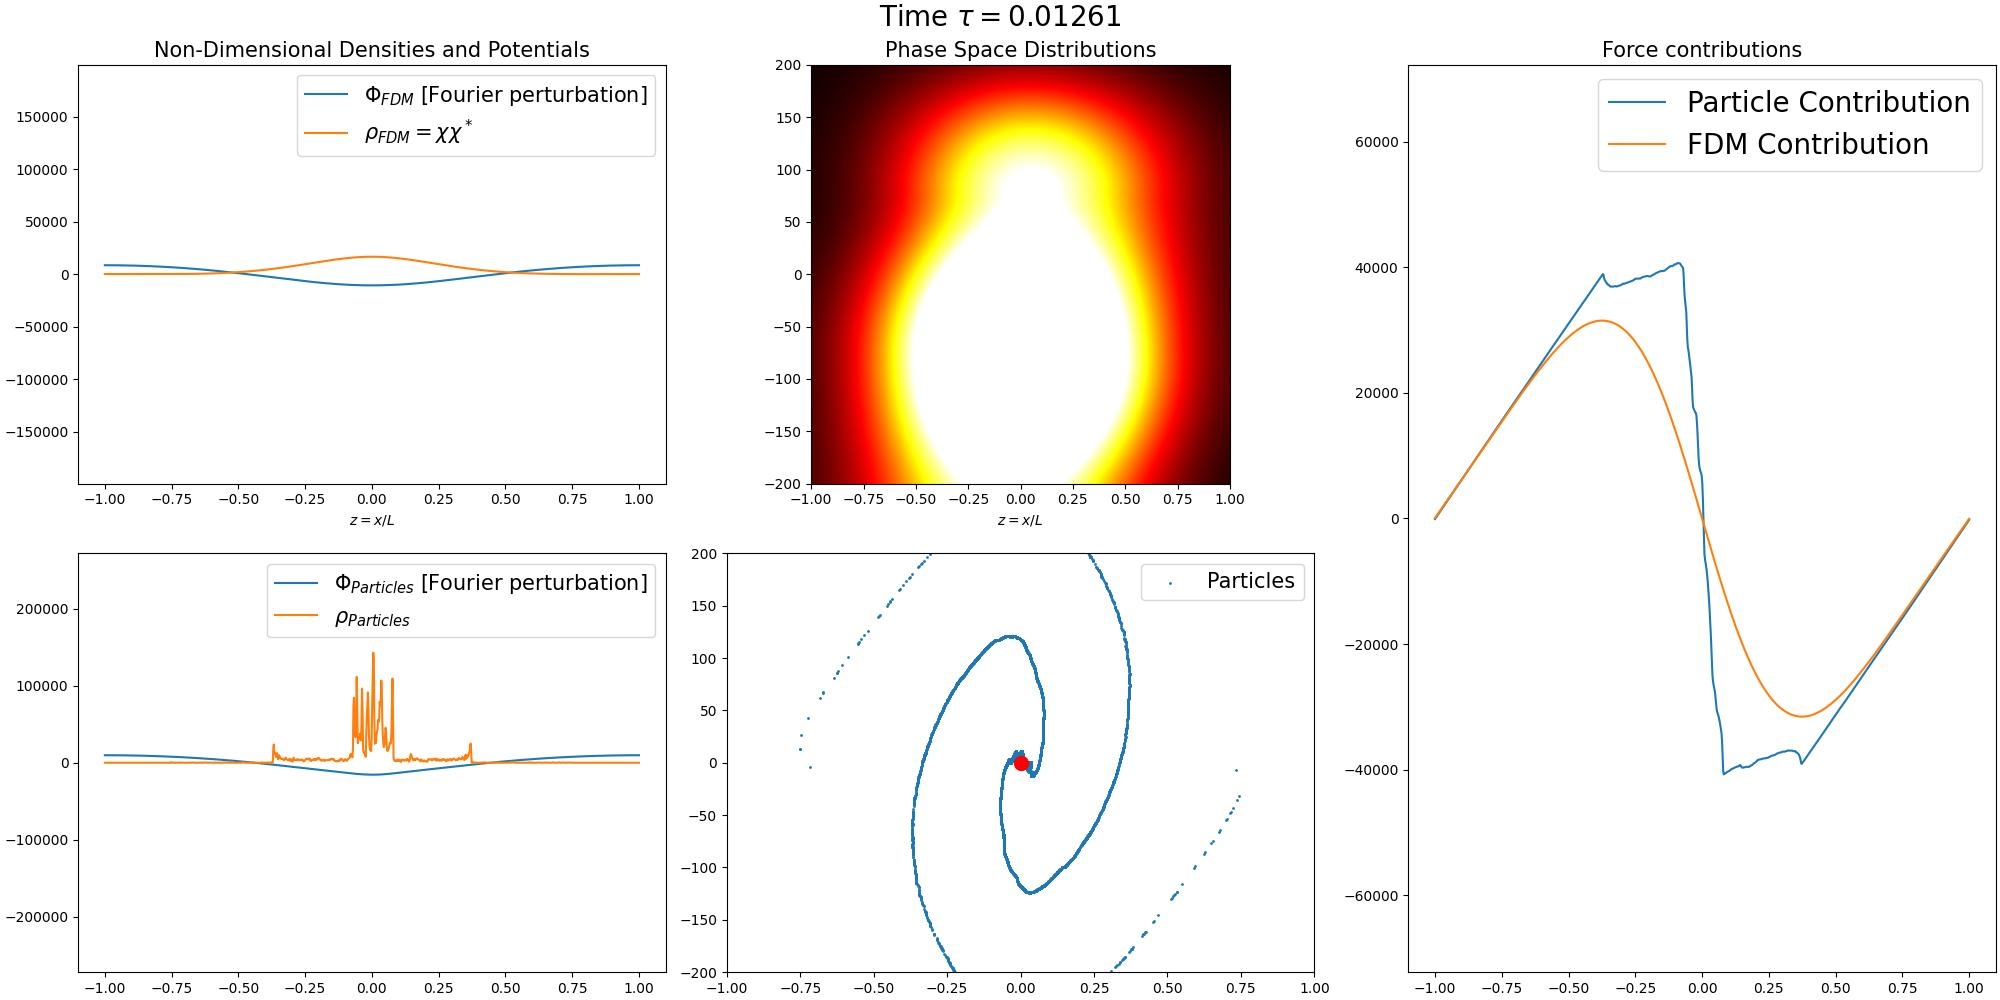 Time τ = 0.01261
Non-Dimensional Densities and Potentials
Φ_FDM [Fourier perturbation]
ρ_FDM = χχ*
150000
100000
50000
0
−50000
−100000
−150000
−1.00 −0.75 −0.50 −0.25 0.00 0.25 0.50 0.75 1.00
z = x/L
Phase Space Distributions
200
150
100
50
0
−50
−100
−150
−200
−1.00 −0.75 −0.50 −0.25 0.00 0.25 0.50 0.75 1.00
z = x/L
Force contributions
Particle Contribution
FDM Contribution
60000
40000
20000
0
−20000
−40000
−60000
−1.00 −0.75 −0.50 −0.25 0.00 0.25 0.50 0.75 1.00
Φ_Particles [Fourier perturbation]
ρ_Particles
200000
100000
0
−100000
−200000
−1.00 −0.75 −0.50 −0.25 0.00 0.25 0.50 0.75 1.00
Particles
200
150
100
50
0
−50
−100
−150
−200
−1.00 −0.75 −0.50 −0.25 0.00 0.25 0.50 0.75 1.00